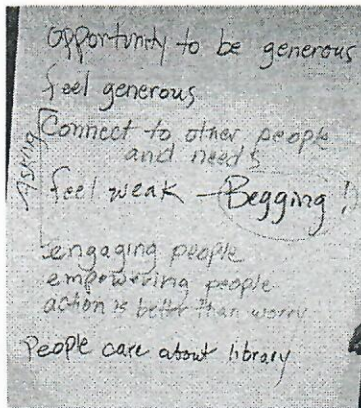 Opportunity to be generous
feel generous
Asking
Connect to other people
and needs
feel weak - Begging!
engaging people
empowering people
action is better than worry
People care about library